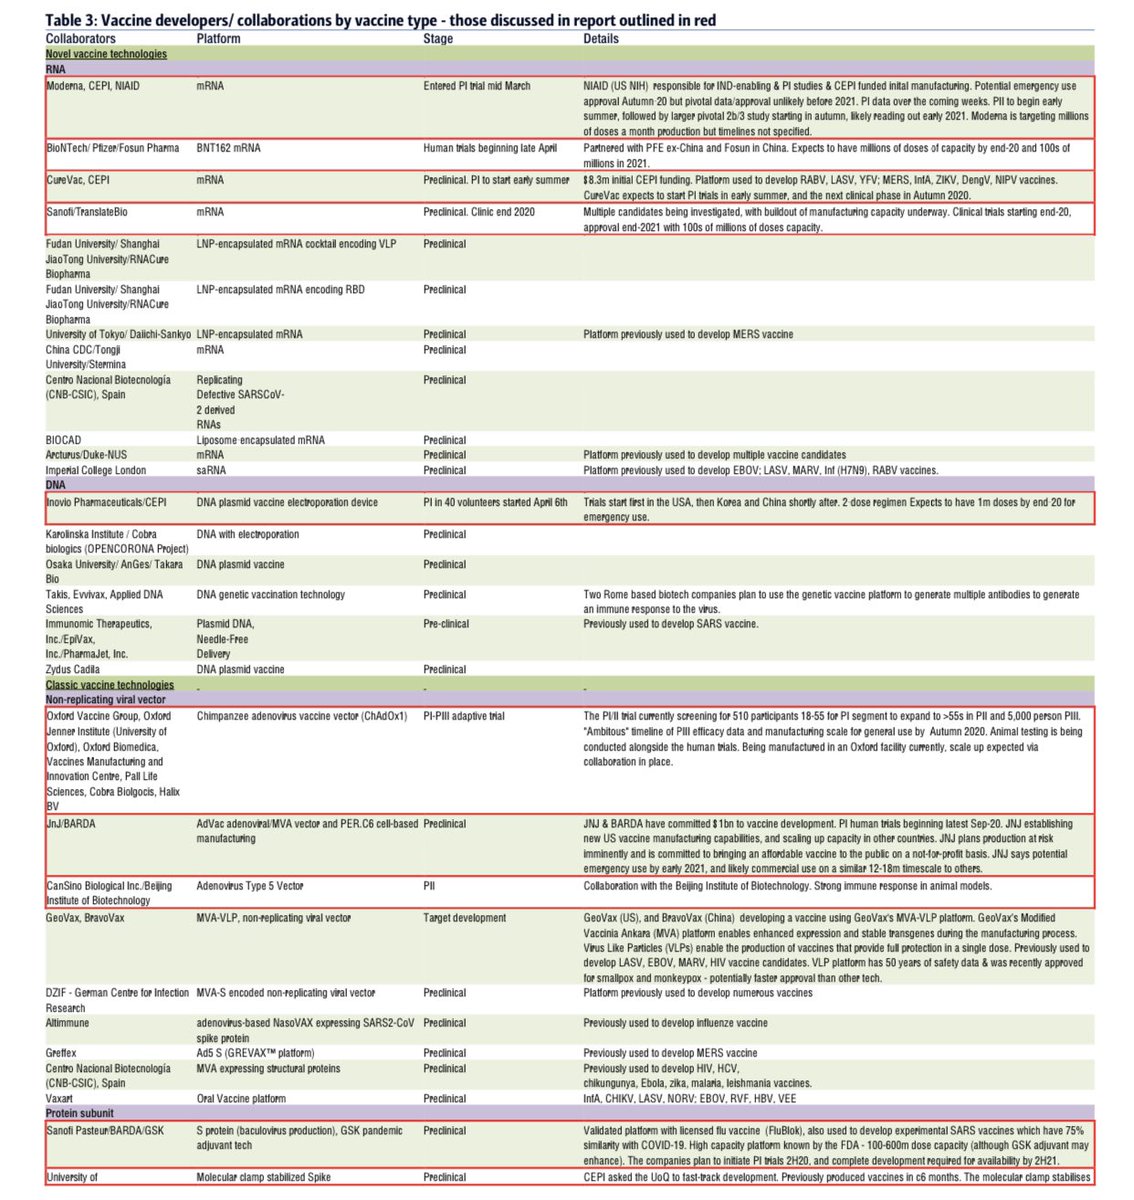 Table 3: Vaccine developers/ collaborations by vaccine type - those discussed in report outlined in red
Collaborators Platform Stage Details
Novel vaccine technologies
RNA
Moderna, CEPI, NIAID mRNA Entered PI trial mid March NIAID (US NIH) responsible for IND-enabling & PI studies & CEPI funded inital manufacturing. Potential emergency use
approval Autumn 20 but pivotal data/approval unlikely before 2021. PI data over the coming weeks. PII to begin early
summer, followed by larger pivotal 2b/3 study starting in autumn, likely reading out early 2021. Moderna is targeting millions
of doses a month production but timelines not specified.
BioNTech/ Pfizer/Fosun Pharma BNT162 mRNA Human trials beginning late April Partnered with PFE ex-China and Fosun in China. Expects to have millions of doses of capacity by end-20 and 100s of
millions in 2021.
CureVac, CEPI mRNA Preclinical. PI to start early summer $8.3m initial CEPI funding. Platform used to develop RABV, LASV, YFV; MERS, InfA, ZIKV, DengV, NIPV vaccines.
CureVac expects to start PI trials in early summer, and the next clinical phase in Autumn 2020.
Sanofi/TranslateBio mRNA Preclinical. Clinic end 2020 Multiple candidates being investigated, with buildout of manufacturing capacity underway. Clinical trials starting end-20,
approval end-2021 with 100s of millions of doses capacity.
Fudan University/ Shanghai LNP-encapsulated mRNA cocktail encoding VLP Preclinical
JiaoTong University/RNACure
Biopharma
Fudan University/ Shanghai LNP-encapsulated mRNA encoding RBD Preclinical
JiaoTong University/RNACure
Biopharma
University of Tokyo/ Daiichi-Sankyo LNP-encapsulated mRNA Preclinical Platform previously used to develop MERS vaccine
China CDC/Tongji mRNA Preclinical
University/Stermina
Centro Nacional Biotecnología Replicating Preclinical
(CNB-CSIC), Spain Defective SARSCoV-
2 derived
RNAs
BIOCAD Liposome encapsulated mRNA Preclinical
Arcturus/Duke-NUS mRNA Preclinical Platform previously used to develop multiple vaccine candidates
Imperial College London saRNA Preclinical Platform previously used to develop EBOV; LASV, MARV, Inf (H7N9), RABV vaccines.
DNA
Inovio Pharmaceuticals/CEPI DNA plasmid vaccine electroporation device PI in 40 volunteers started April 6th Trials start first in the USA, then Korea and China shortly after. 2-dose regimen Expects to have 1m doses by end-20 for
emergency use.
Karolinska Institute / Cobra DNA with electroporation Preclinical
biologics (OPENCORONA Project)
Osaka University/ AnGes/ Takara DNA plasmid vaccine Preclinical
Bio
Takis, Evvivax, Applied DNA DNA genetic vaccination technology Preclinical Two Rome based biotech companies plan to use the genetic vaccine platform to generate multiple antibodies to generate
Sciences an immune response to the virus.
Immunomic Therapeutics, Plasmid DNA, Pre-clinical Previously used to develop SARS vaccine.
Inc./EpiVax, Needle-Free
Inc./PharmaJet, Inc. Delivery
Zydus Cadila DNA plasmid vaccine Preclinical
Classic vaccine technologies - - -
Non-replicating viral vector
Oxford Vaccine Group, Oxford Chimpanzee adenovirus vaccine vector (ChAdOx1) PI-PIII adaptive trial The PI/II trial currently screening for 510 participants 18-55 for PI segment to expand to >55s in PII and 5,000 person PIII.
Jenner Institute (University of "Ambitous" timeline of PIII efficacy data and manufacturing scale for general use by Autumn 2020. Animal testing is being
Oxford), Oxford Biomedica, conducted alongside the human trials. Being manufactured in an Oxford facility currently, scale up expected via
Vaccines Manufacturing and collaboration in place.
Innovation Centre, Pall Life
Sciences, Cobra Biolgocis, Halix
BV
JnJ/BARDA AdVac adenoviral/MVA vector and PER.C6 cell-based Preclinical JNJ & BARDA have committed $1bn to vaccine development. PI human trials beginning latest Sep-20. JNJ establishing
manufacturing new US vaccine manufacturing capabilities, and scaling up capacity in other countries. JNJ plans production at risk
imminently and is committed to bringing an affordable vaccine to the public on a not-for-profit basis. JNJ says potential
emergency use by early 2021, and likely commercial use on a similar 12-18m timescale to others.
CanSino Biological Inc./Beijing Adenovirus Type 5 Vector PII Collaboration with the Beijing Institute of Biotechnology. Strong immune response in animal models.
Institute of Biotechnology
GeoVax, BravoVax MVA-VLP, non-replicating viral vector Target development GeoVax (US), and BravoVax (China) developing a vaccine using GeoVax's MVA-VLP platform. GeoVax's Modified
Vaccinia Ankara (MVA) platform enables enhanced expression and stable transgenes during the manufacturing process.
Virus Like Particles (VLPs) enable the production of vaccines that provide full protection in a single dose. Previously used to
develop LASV, EBOV, MARV, HIV vaccine candidates. VLP platform has 50 years of safety data & was recently approved
for smallpox and monkeypox - potentially faster approval than other tech.
DZIF - German Centre for Infection MVA-S encoded non-replicating viral vector Preclinical Platform previously used to develop numerous vaccines
Research
Altimmune adenovirus-based NasoVAX expressing SARS2-CoV Preclinical Previously used to develop influenze vaccine
spike protein
Greffex Ad5 S (GREVAX™ platform) Preclinical Previously used to develop MERS vaccine
Centro Nacional Biotecnología MVA expressing structural proteins Preclinical Previously used to develop HIV, HCV,
(CNB-CSIC), Spain chikungunya, Ebola, zika, malaria, leishmania vaccines.
Vaxart Oral Vaccine platform Preclinical InfA, CHIKV, LASV, NORV; EBOV, RVF, HBV, VEE
Protein subunit
Sanofi Pasteur/BARDA/GSK S protein (baculovirus production), GSK pandemic Preclinical Validated platform with licensed flu vaccine (FluBlok), also used to develop experimental SARS vaccines which have 75%
adjuvant tech similarity with COVID-19. High capacity platform known by the FDA - 100-600m dose capacity (although GSK adjuvant may
enhance). The companies plan to initiate PI trials 2H20, and complete development required for availability by 2H21.
University of Molecular clamp stabilized Spike Preclinical CEPI asked the UoQ to fast-track development. Previously produced vaccines in c6 months. The molecular clamp stabilises